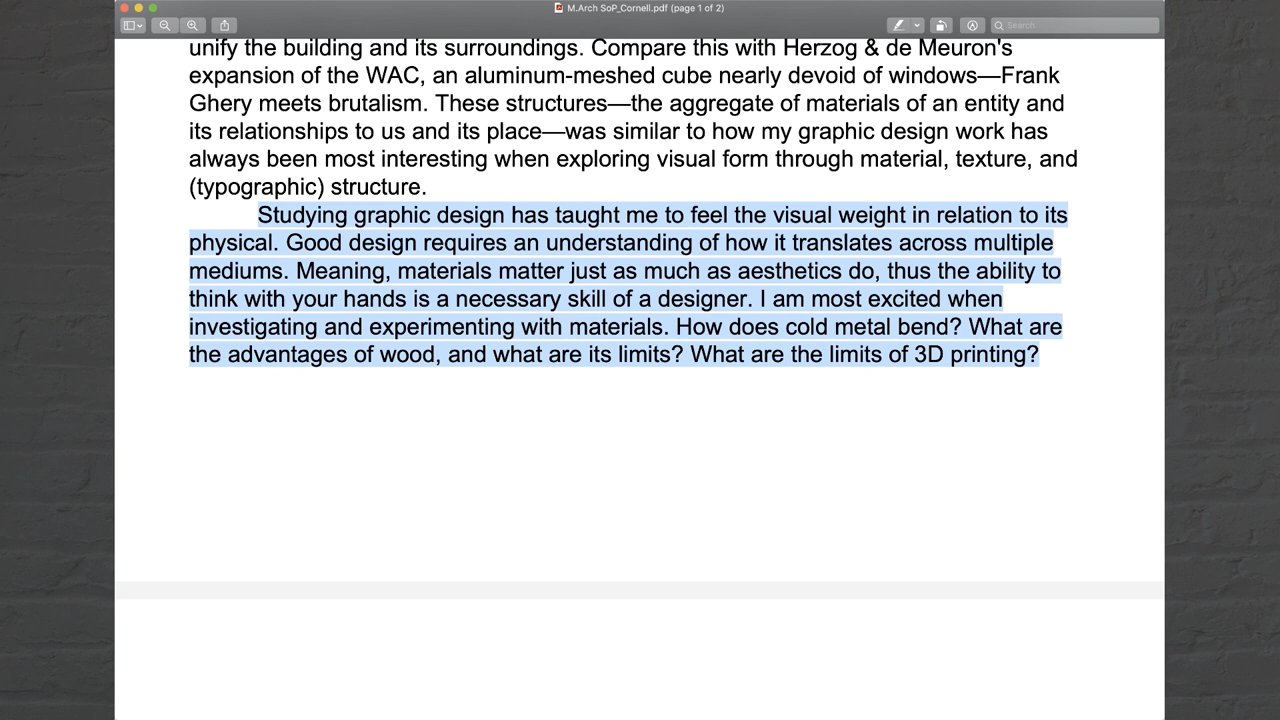 M.Arch SoP_Cornell.pdf (page 1 of 2)
Search
unify the building and its surroundings. Compare this with Herzog & de Meuron's
expansion of the WAC, an aluminum-meshed cube nearly devoid of windows—Frank
Ghery meets brutalism. These structures—the aggregate of materials of an entity and
its relationships to us and its place—was similar to how my graphic design work has
always been most interesting when exploring visual form through material, texture, and
(typographic) structure.
Studying graphic design has taught me to feel the visual weight in relation to its
physical. Good design requires an understanding of how it translates across multiple
mediums. Meaning, materials matter just as much as aesthetics do, thus the ability to
think with your hands is a necessary skill of a designer. I am most excited when
investigating and experimenting with materials. How does cold metal bend? What are
the advantages of wood, and what are its limits? What are the limits of 3D printing?